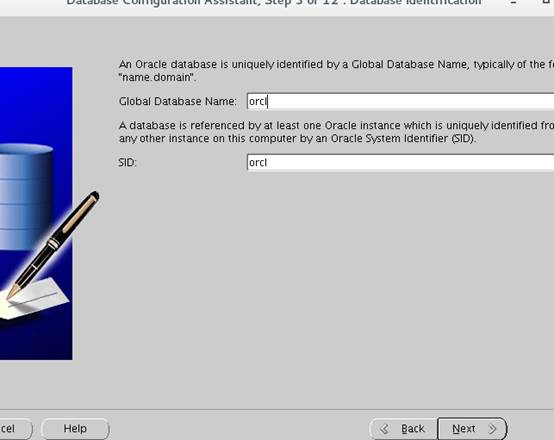 Database Configuration Assistant, Step 3 of 12 : Database Identification
An Oracle database is uniquely identified by a Global Database Name, typically of the
"name.domain".
Global Database Name: orcl
A database is referenced by at least one Oracle instance which is uniquely identified
any other instance on this computer by an Oracle System Identifier (SID).
SID: orcl
Help Back Next